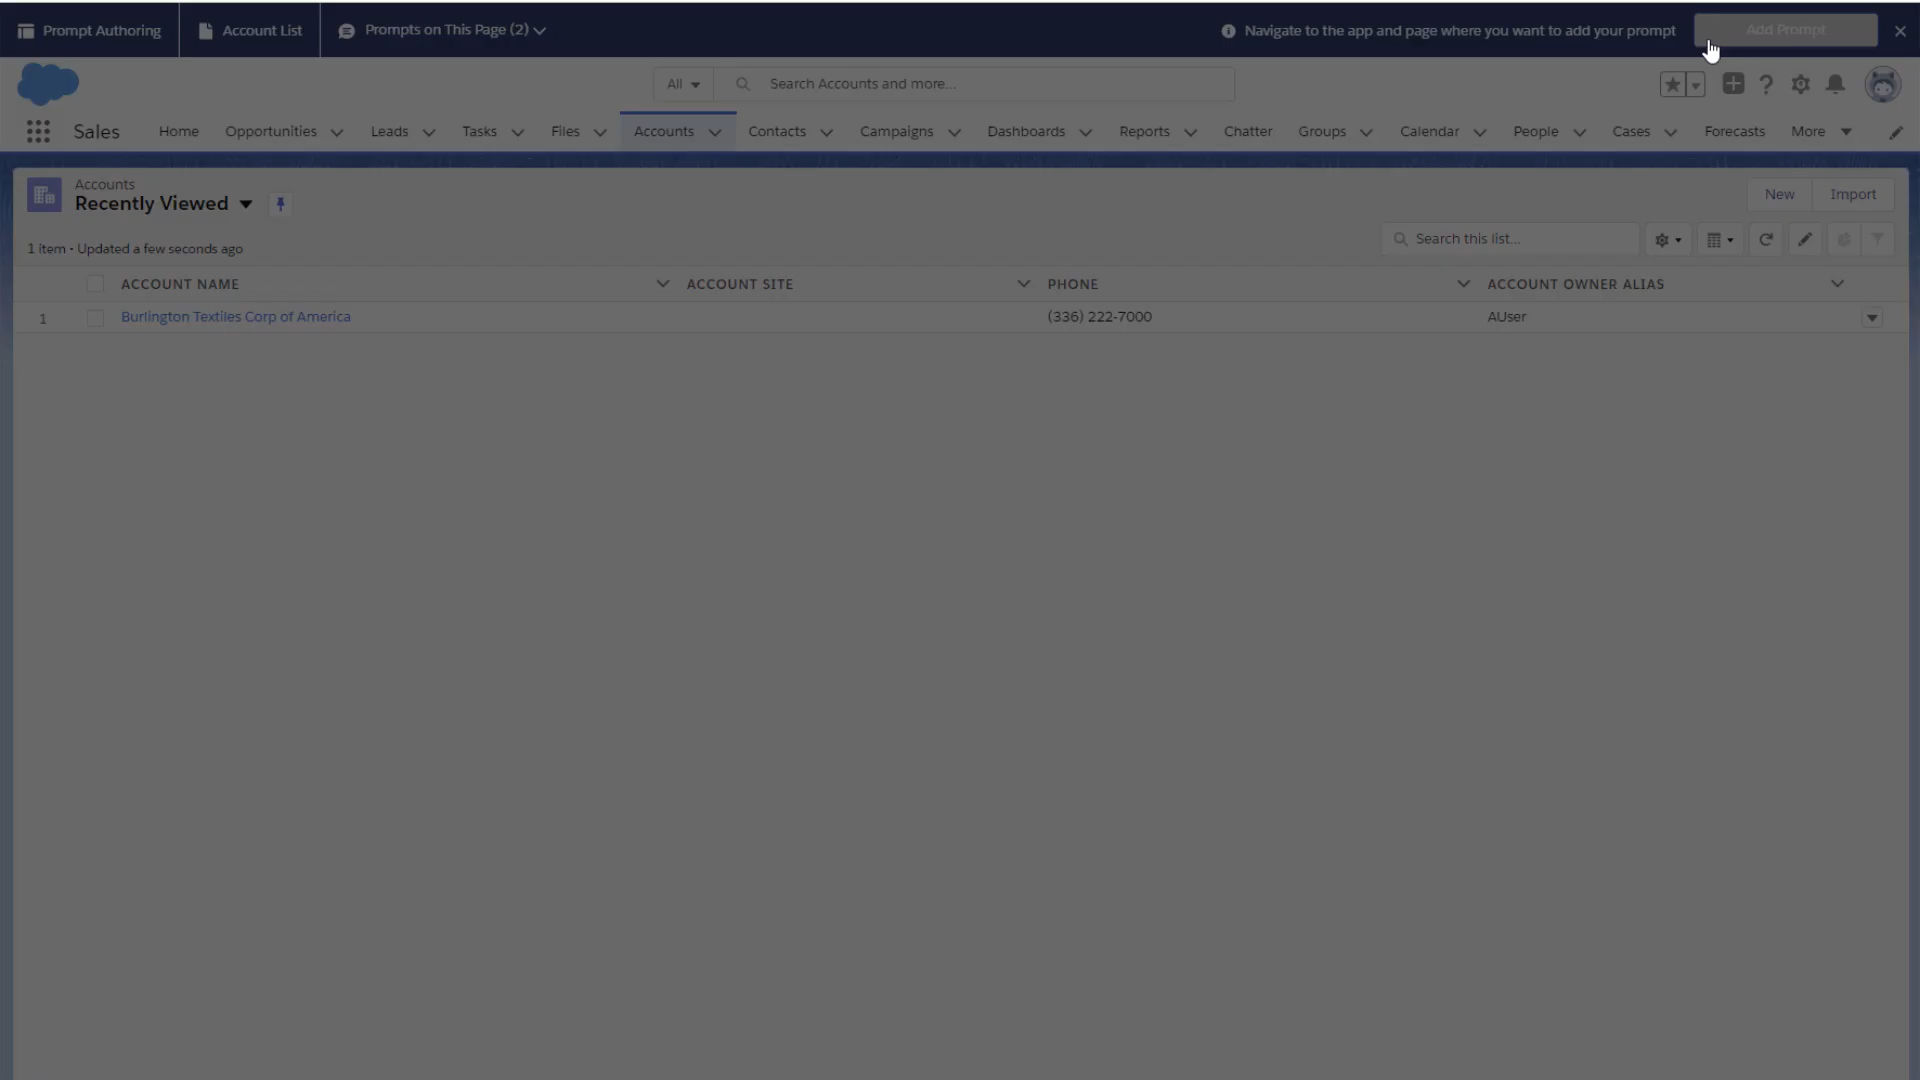 Prompt Authoring
Account List
Prompts on This Page (2)
Navigate to the app and page where you want to add your prompt
Add Prompt
All
Search Accounts and more...
Sales
Home
Opportunities
Leads
Tasks
Files
Accounts
Contacts
Campaigns
Dashboards
Reports
Chatter
Groups
Calendar
People
Cases
Forecasts
More
Accounts
Recently Viewed
New
Import
1 item • Updated a few seconds ago
Search this list...
ACCOUNT NAME
ACCOUNT SITE
PHONE
ACCOUNT OWNER ALIAS
1
Burlington Textiles Corp of America
(336) 222-7000
AUser